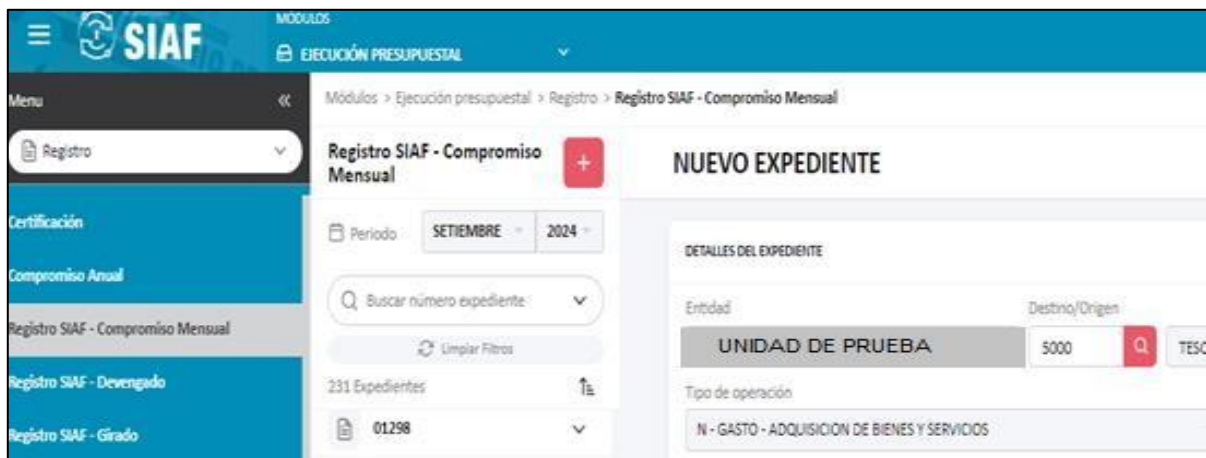 SIAF
MÓDULOS
EJECUCIÓN PRESUPUESTAL
Menu
Registro
Certificación
Compromiso Anual
Registro SIAF - Compromiso Mensual
Registro SIAF - Devengado
Registro SIAF - Girado
Módulos > Ejecución presupuestal > Registro > Registro SIAF - Compromiso Mensual
Registro SIAF - Compromiso
Mensual
+
Periodo SETIEMBRE 2024
Buscar número expediente
Limpiar Filtros
231 Expedientes
01298
NUEVO EXPEDIENTE
DETALLES DEL EXPEDIENTE
Entidad Destino/Origen
UNIDAD DE PRUEBA 5000 TESO
Tipo de operación
N - GASTO - ADQUISICION DE BIENES Y SERVICIOS